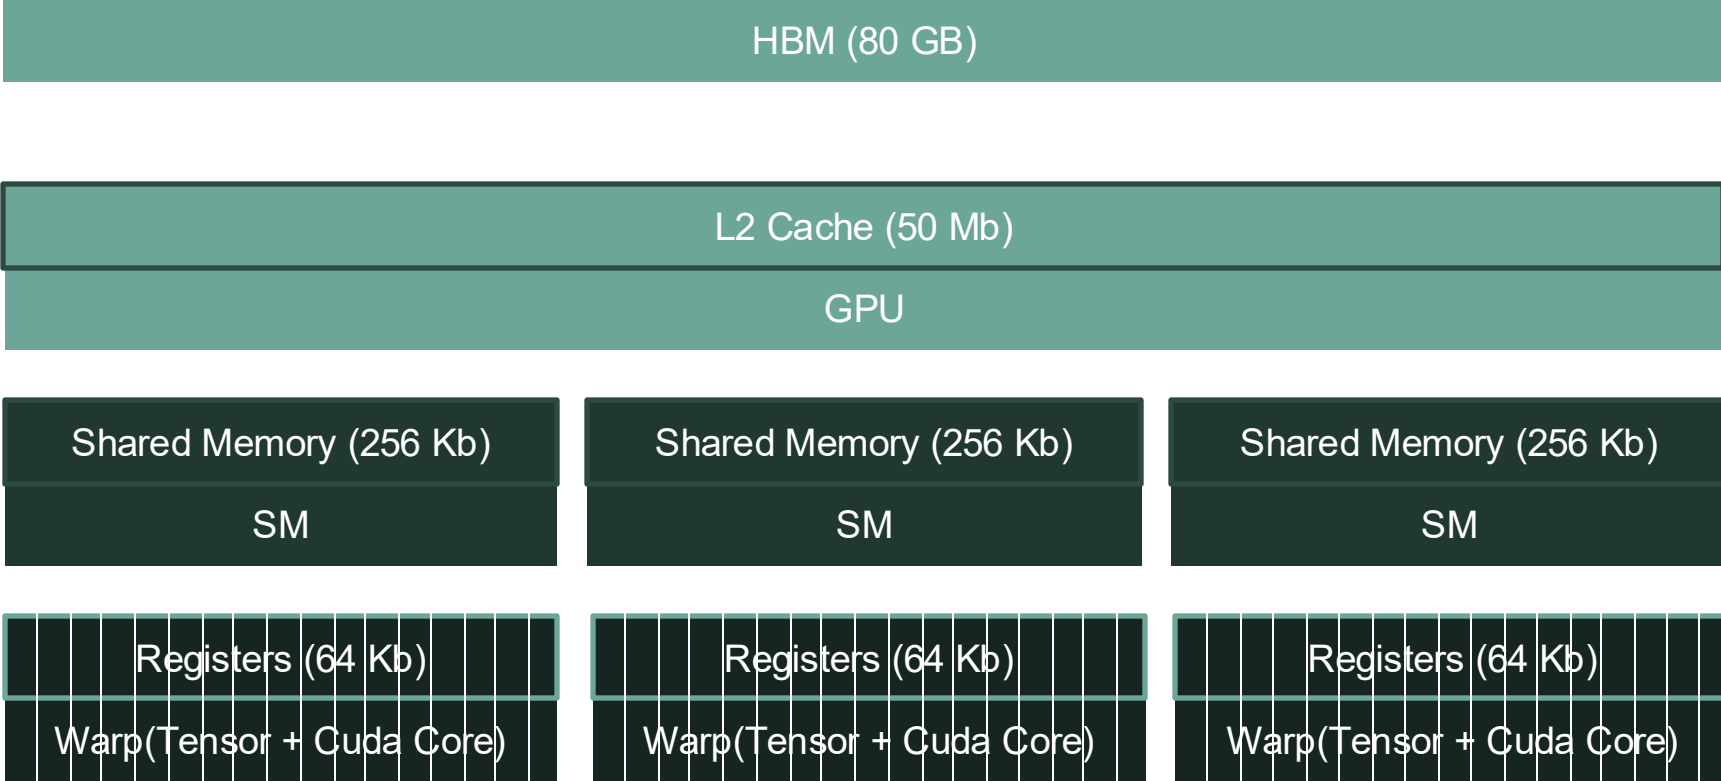 HBM (80 GB)
L2 Cache (50 Mb)
GPU
Shared Memory (256 Kb) Shared Memory (256 Kb) Shared Memory (256 Kb)
SM SM SM
Registers (64 Kb) Registers (64 Kb) Registers (64 Kb)
Warp(Tensor + Cuda Core) Warp(Tensor + Cuda Core) Warp(Tensor + Cuda Core)